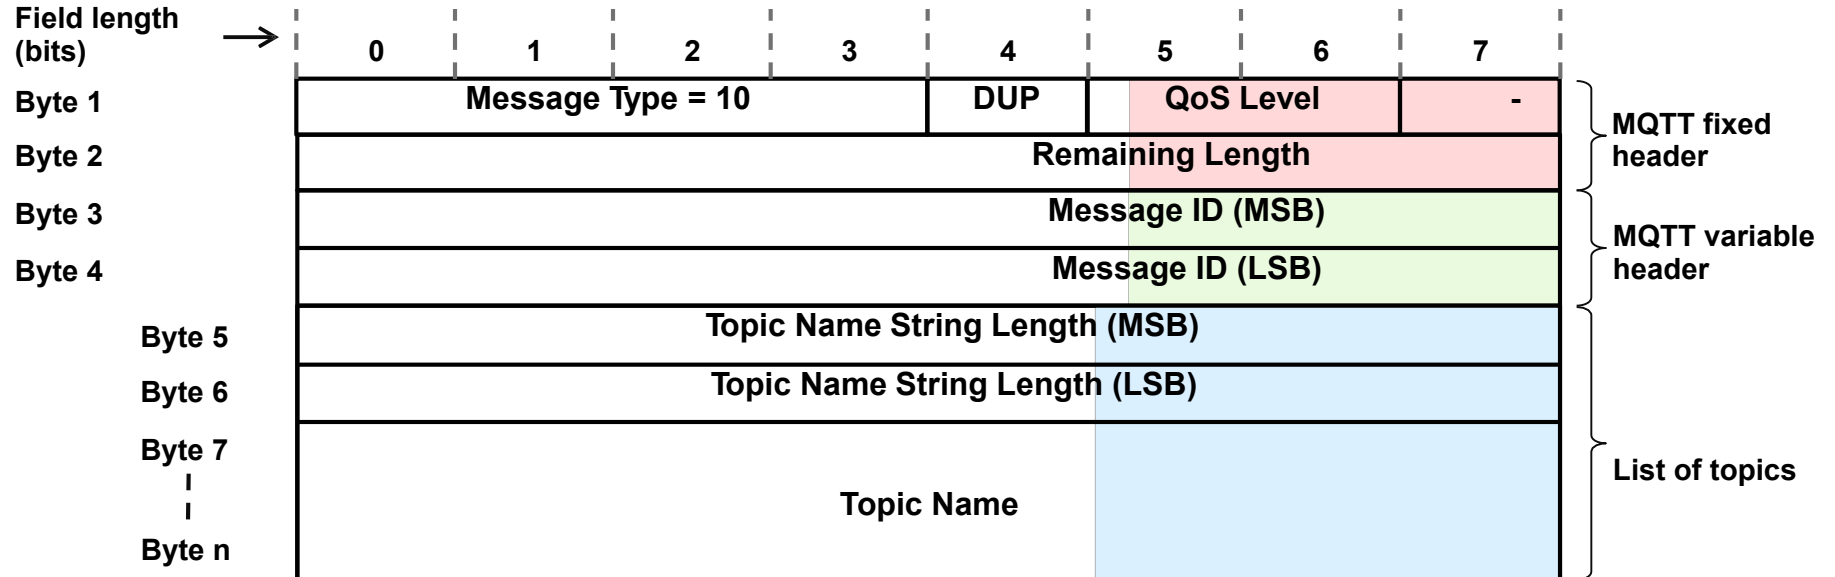 Field length
(bits)
0 1 2 3 4 5 6 7
Byte 1 Message Type = 10 DUP QoS Level -
MQTT fixed
header
Byte 2 Remaining Length
Byte 3 Message ID (MSB)
MQTT variable
header
Byte 4 Message ID (LSB)
Byte 5 Topic Name String Length (MSB)
Byte 6 Topic Name String Length (LSB)
Byte 7
List of topics
Topic Name
Byte n